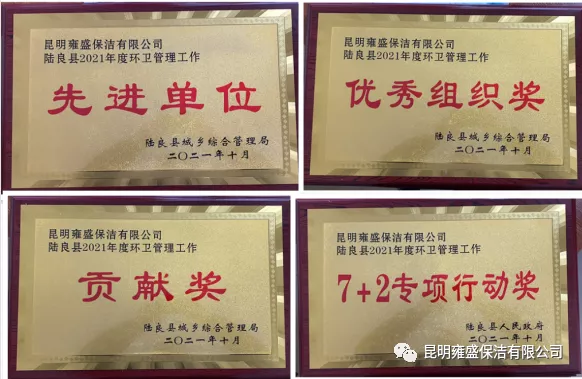 昆明雍盛保洁有限公司
陆良县2021年度环卫管理工作
先进单位
陆良县城乡综合管理局
二〇二一年十月
昆明雍盛保洁有限公司
陆良县2021年度环卫管理工作
优秀组织奖
陆良县城乡综合管理局
二〇二一年十月
昆明雍盛保洁有限公司
陆良县2021年度环卫管理工作
贡献奖
陆良县城乡综合管理局
二〇二一年十月
昆明雍盛保洁有限公司
陆良县2021年度环卫管理工作
7+2专项行动奖
陆良县人民政府
二〇二一年十月
昆明雍盛保洁有限公司